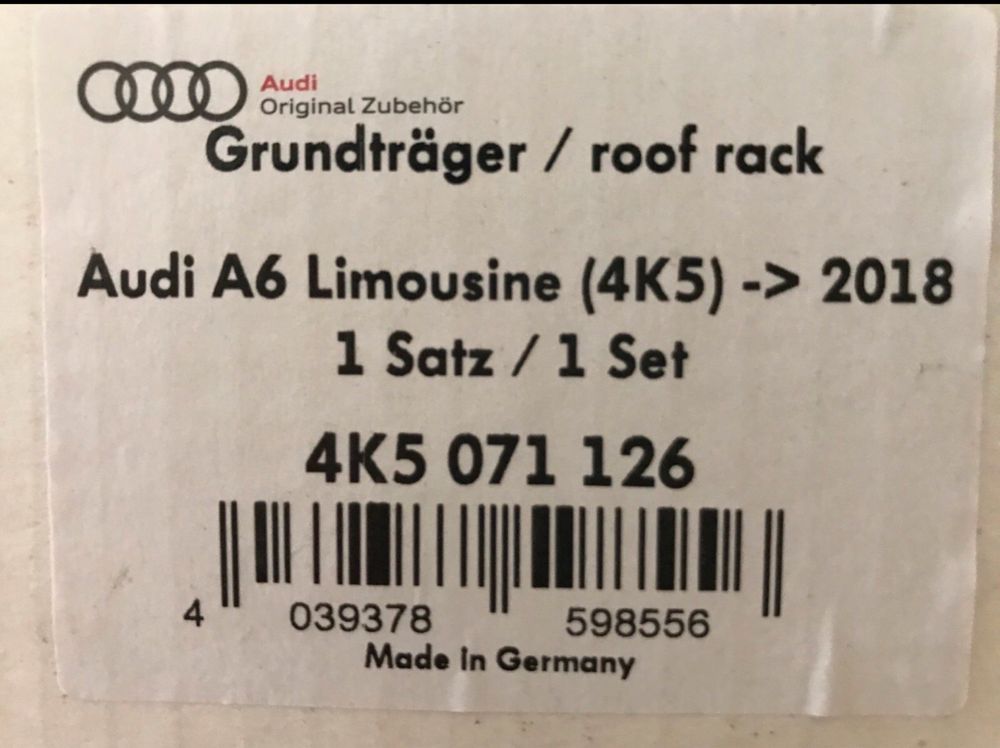 Audi
Original Zubehör
Grundträger / roof rack
Audi A6 Limousine (4K5) -> 2018
1 Satz / 1 Set
4K5 071 126
4 039378 598556
Made in Germany